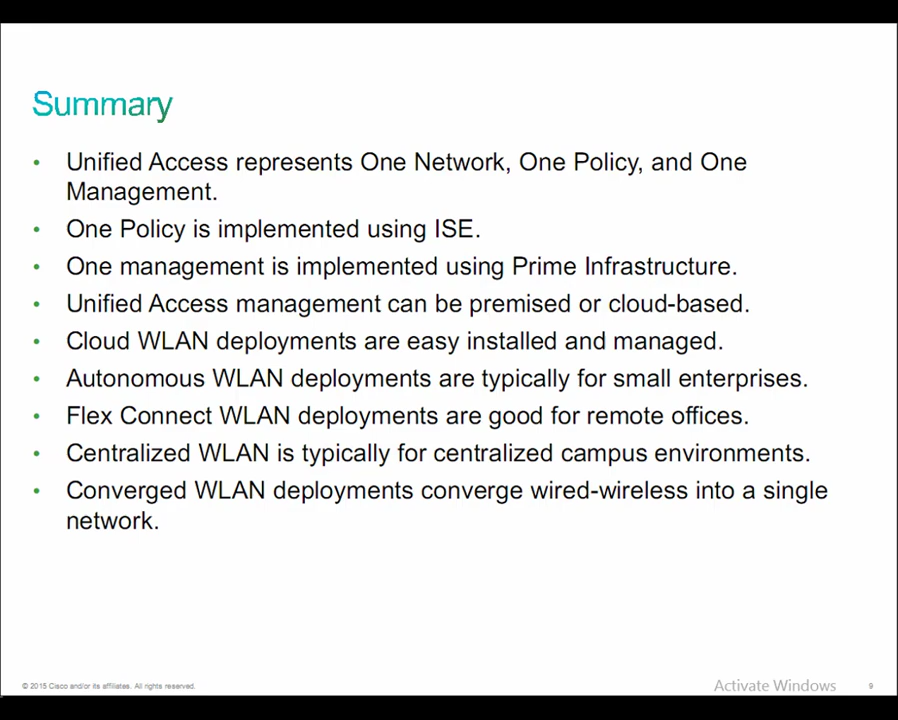 Summary
• Unified Access represents One Network, One Policy, and One
Management.
• One Policy is implemented using ISE.
• One management is implemented using Prime Infrastructure.
• Unified Access management can be premised or cloud-based.
• Cloud WLAN deployments are easy installed and managed.
• Autonomous WLAN deployments are typically for small enterprises.
• Flex Connect WLAN deployments are good for remote offices.
• Centralized WLAN is typically for centralized campus environments.
• Converged WLAN deployments converge wired-wireless into a single
network.
© 2015 Cisco and/or its affiliates. All rights reserved.
Activate Windows
9